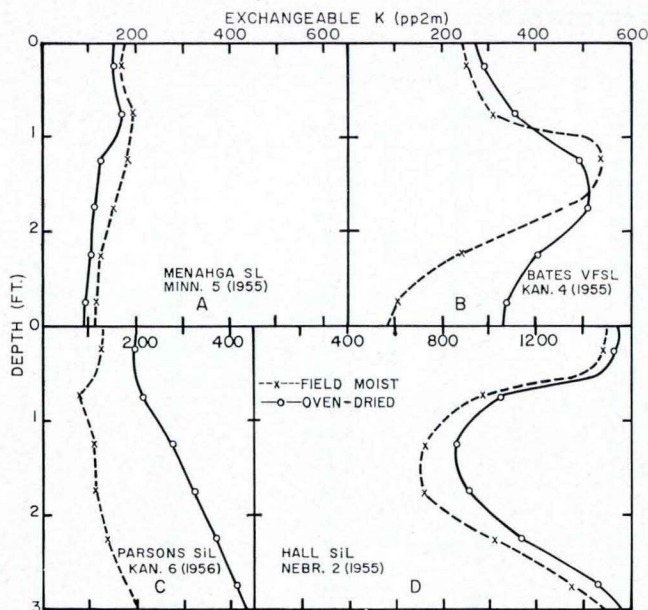 EXCHANGEABLE K (pp2m)
0 200 400 600 200 400 600
DEPTH (FT.)
0
1
2
0
1
2
3
MENAHGA SL
MINN. 5 (1955)
A
BATES VFSL
KAN. 4 (1955)
B
200 400 400 800 1200
--x--FIELD MOIST
—o—OVEN-DRIED
PARSONS SiL
KAN. 6 (1956)
C
HALL SiL
NEBR. 2 (1955)
D